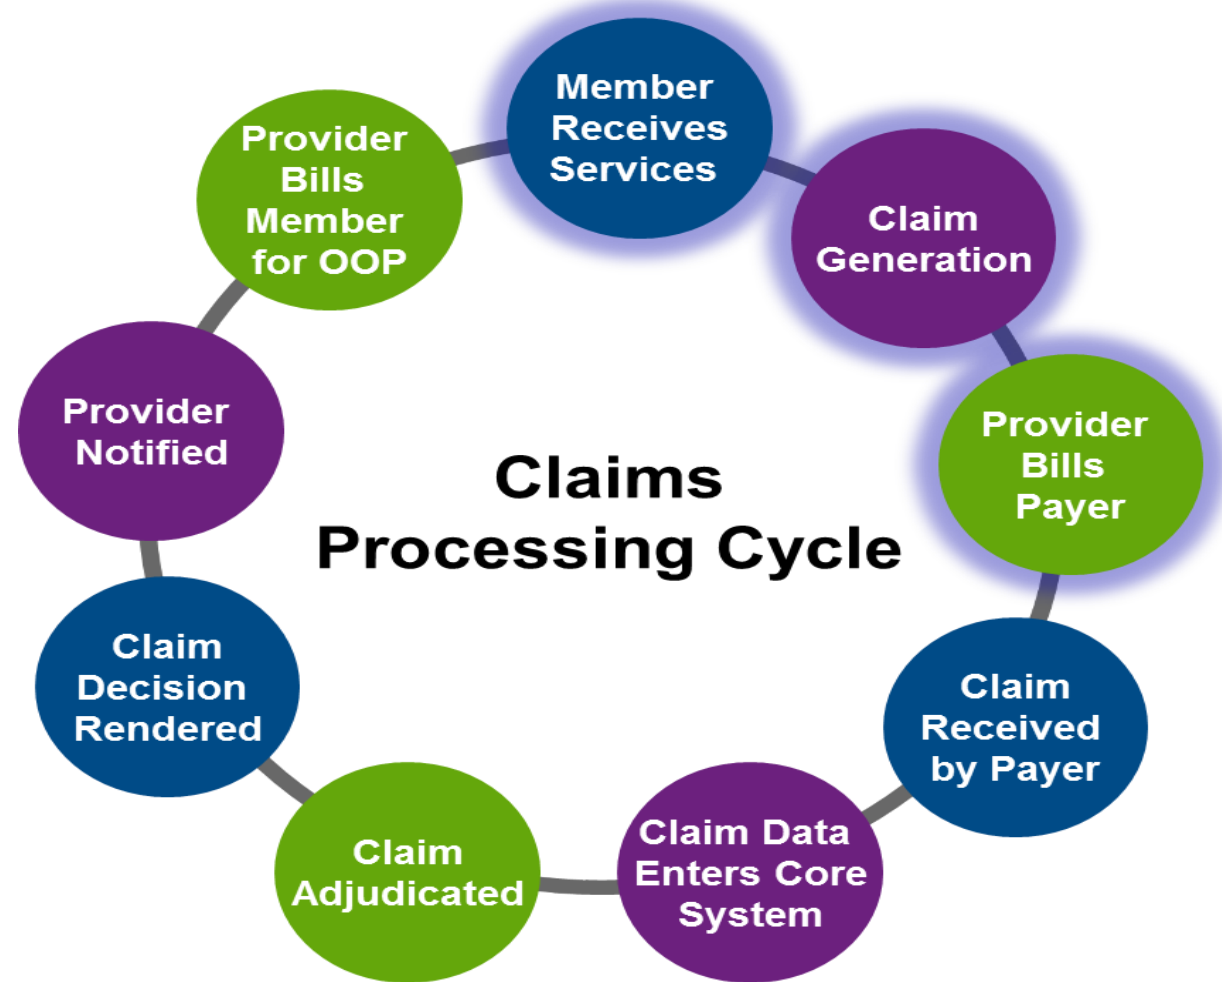 Member
Receives
Services
Claim
Generation
Provider
Bills
Payer
Claim
Received
by Payer
Claim Data
Enters Core
System
Claim
Adjudicated
Claim
Decision
Rendered
Provider
Notified
Provider
Bills
Member
for OOP
Claims
Processing Cycle